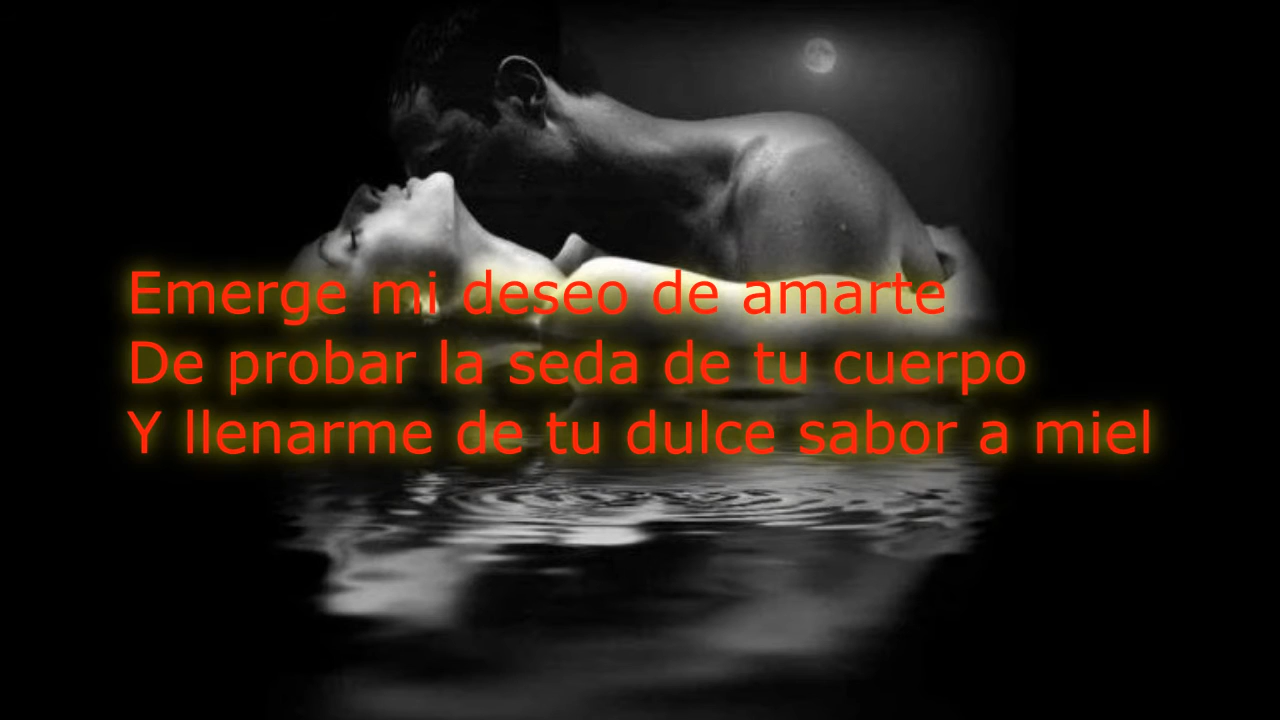 Emerge mi deseo de amarte
De probar la seda de tu cuerpo
Y llenarme de tu dulce sabor a miel